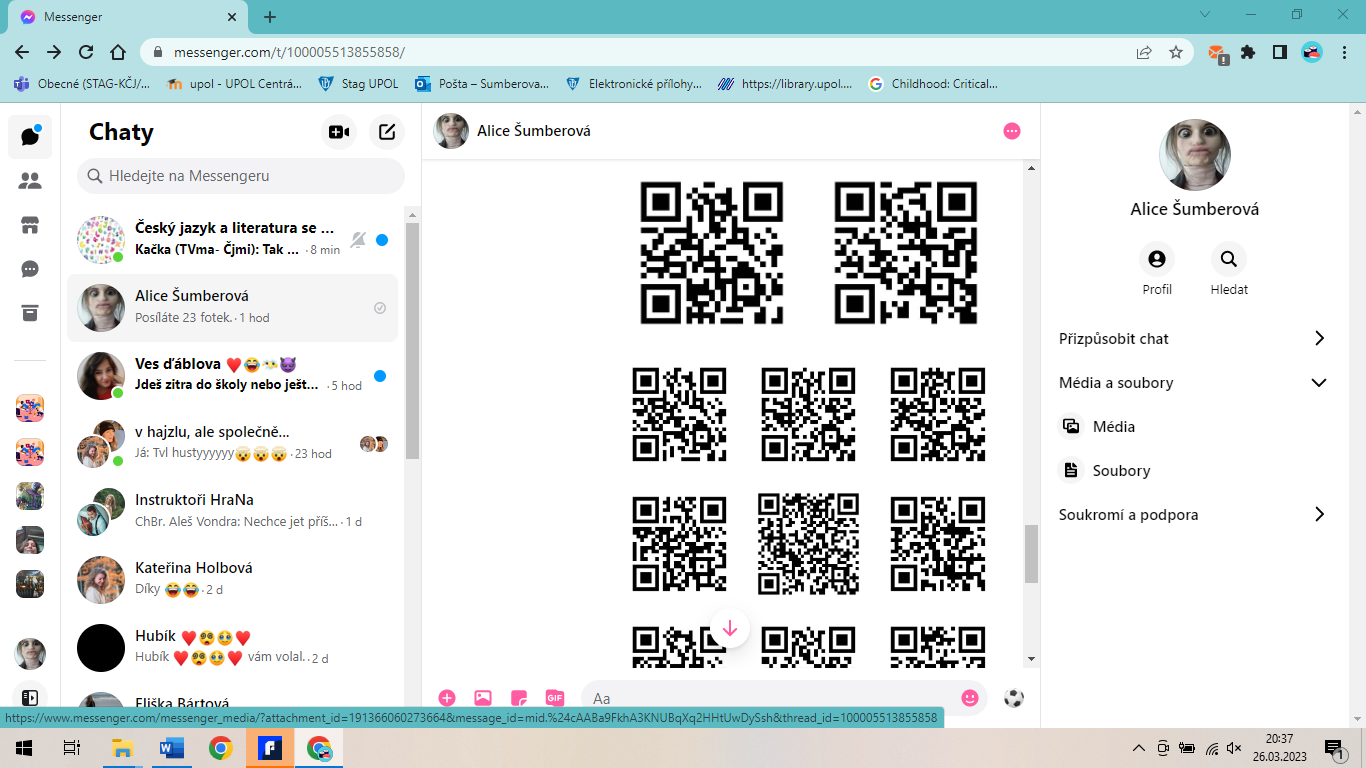 Messenger
messenger.com/t/100005513855858/
Obecné (STAG-KČJ/...
upol - UPOL Centrá...
Stag UPOL
Pošta – Sumberova...
Elektronické přílohy...
https://library.upol....
Childhood: Critical...
Chaty
Hledejte na Messengeru
Český jazyk a literatura se ...
Kačka (TVma- Čjmi): Tak ... · 8 min
Alice Šumberová
Posíláte 23 fotek. · 1 hod
Ves ďáblova ❤️😂👿
Jdeš zitra do školy nebo ješt... · 5 hod
v hajzlu, ale společně...
Já: Tvl hustyyyyyy🤯🤯🤯 · 23 hod
Instruktoři HraNa
ChBr. Aleš Vondra: Nechce jet příš... · 1 d
Kateřina Holbová
Díky 😂😂 · 2 d
Hubík ❤️😵🥹❤️
Hubík ❤️😵🥹❤️ vám volal. · 2 d
Eliška Bártová
Alice Šumberová
GIF
Aa
Alice Šumberová
Profil
Hledat
Přizpůsobit chat
Média a soubory
Média
Soubory
Soukromí a podpora
https://www.messenger.com/messenger_media/?attachment_id=191366060273664&message_id=mid.%24cAABa9FkhA3KNUBqXq2HHtUwDySsh&thread_id=100005513855858
20:37
26.03.2023
1